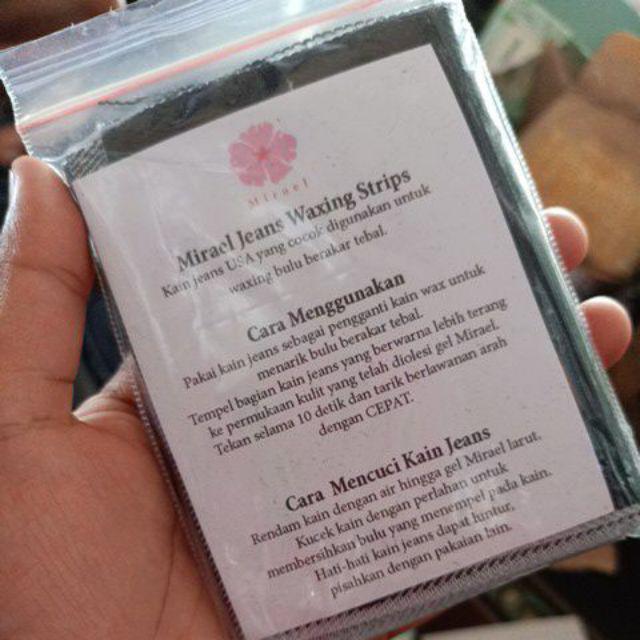 Mirael
Mirael Jeans Waxing Strips
Kain jeans USA yang cocok digunakan untuk
waxing bulu berakar tebal.
Cara Menggunakan
Pakai kain jeans sebagai pengganti kain wax untuk
menarik bulu berakar tebal.
Tempel bagian kain jeans yang berwarna lebih terang
ke permukaan kulit yang telah diolesi gel Mirael.
Tekan selama 10 detik dan tarik berlawanan arah
dengan CEPAT.
Cara Mencuci Kain Jeans
Rendam kain dengan air hingga gel Mirael larut.
Kucek kain dengan perlahan untuk
membersihkan bulu yang menempel pada kain.
Hati-hati kain jeans dapat luntur,
pisahkan dengan pakaian lain.